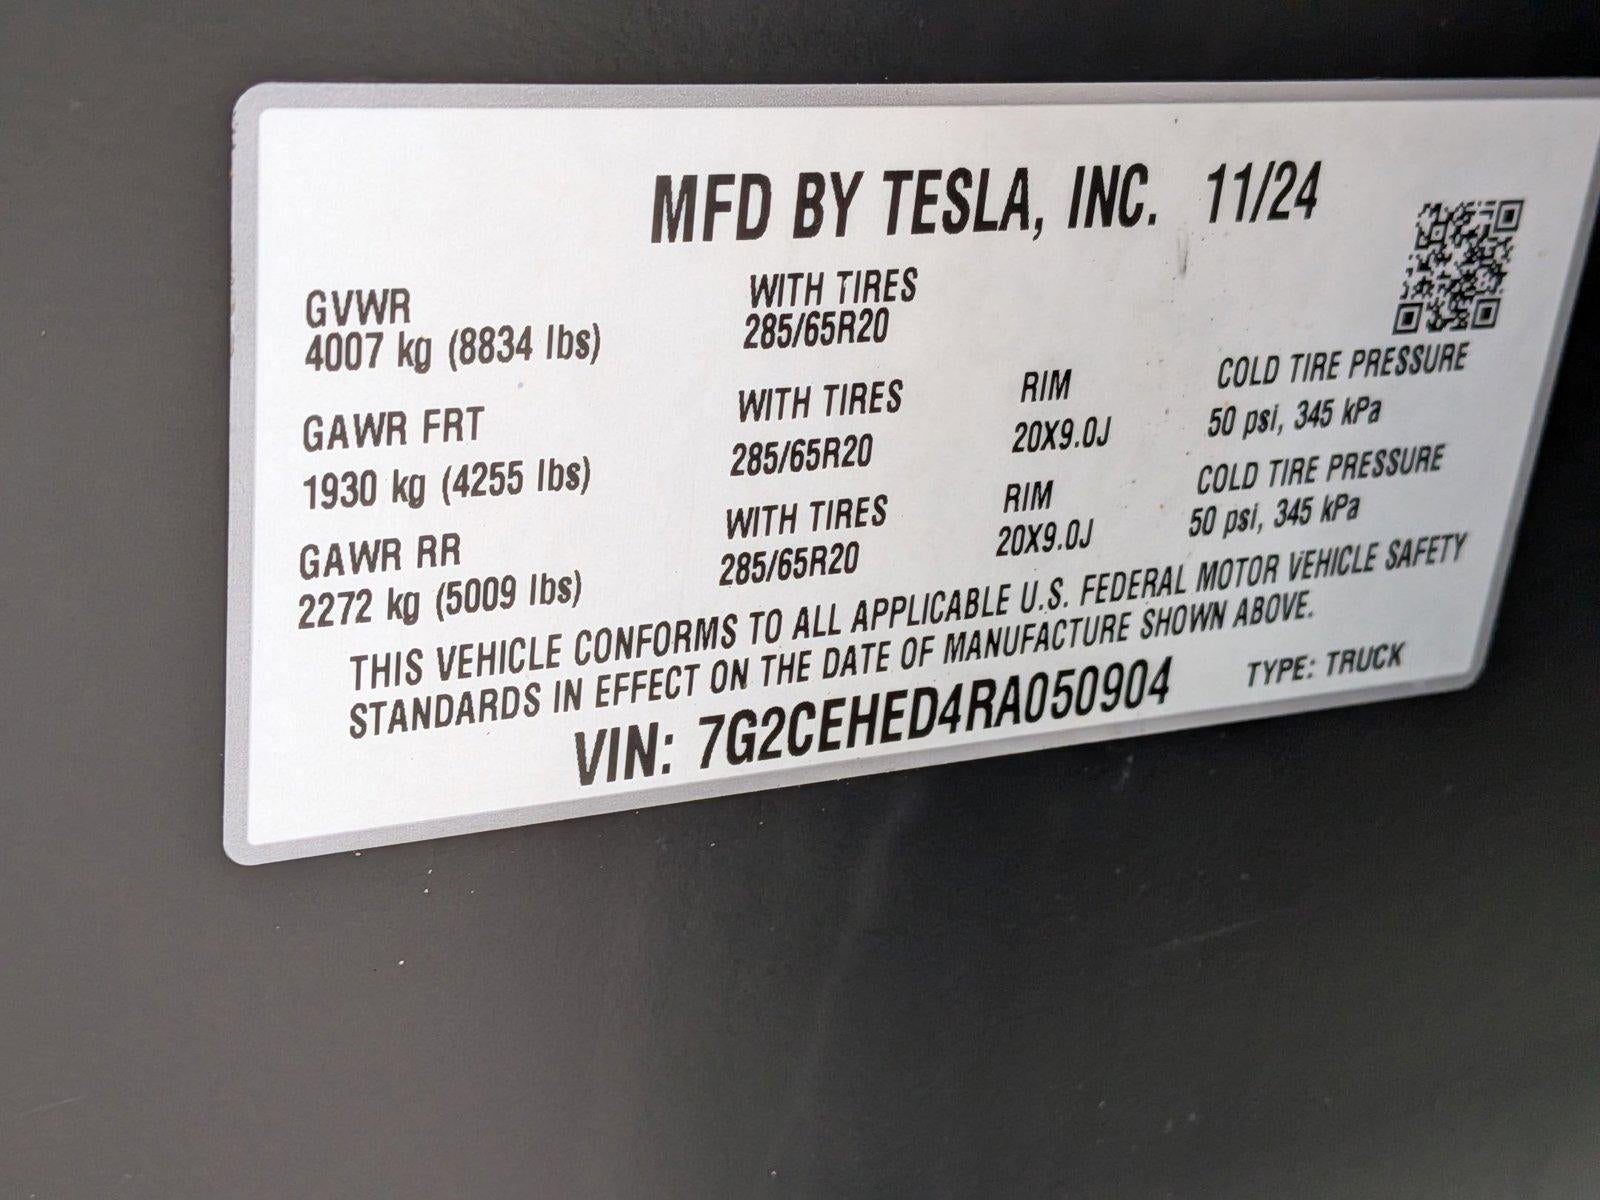 MFD BY TESLA, INC. 11/24
GVWR WITH TIRES
4007 kg (8834 lbs) 285/65R20
GAWR FRT WITH TIRES RIM COLD TIRE PRESSURE
1930 kg (4255 lbs) 285/65R20 20X9.0J 50 psi, 345 kPa
GAWR RR WITH TIRES RIM COLD TIRE PRESSURE
2272 kg (5009 lbs) 285/65R20 20X9.0J 50 psi, 345 kPa
THIS VEHICLE CONFORMS TO ALL APPLICABLE U.S. FEDERAL MOTOR VEHICLE SAFETY
STANDARDS IN EFFECT ON THE DATE OF MANUFACTURE SHOWN ABOVE.
VIN: 7G2CEHED4RA050904 TYPE: TRUCK